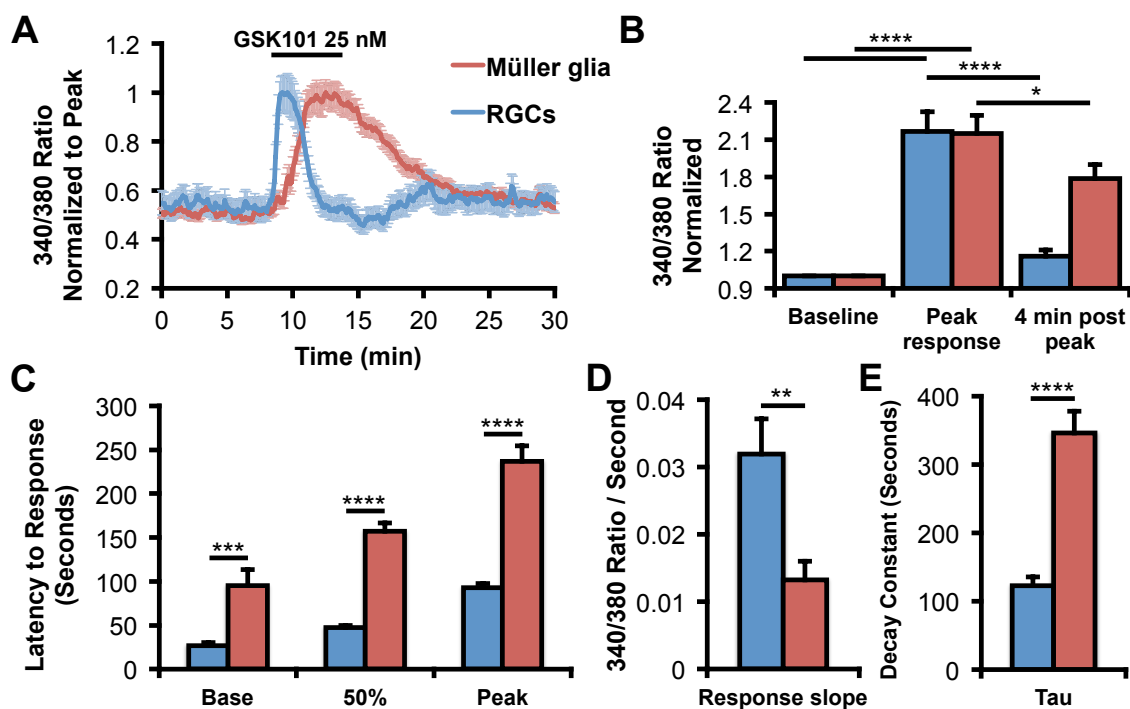 A
GSK101 25 nM
Müller glia
RGCs
340/380 Ratio
Normalized to Peak
1.2
1
0.8
0.6
0.4
0.2
0
5
10
15
20
25
30
Time (min)
B
****
****
*
340/380 Ratio
Normalized
2.4
2.1
1.8
1.5
1.2
0.9
Baseline
Peak
response
4 min post
peak
C
Latency to Response
(Seconds)
300
250
200
150
100
50
0
***
****
****
Base
50%
Peak
D
340/380 Ratio / Second
0.04
0.03
0.02
0.01
0
**
Response slope
E
Decay Constant (Seconds)
400
300
200
100
0
****
Tau